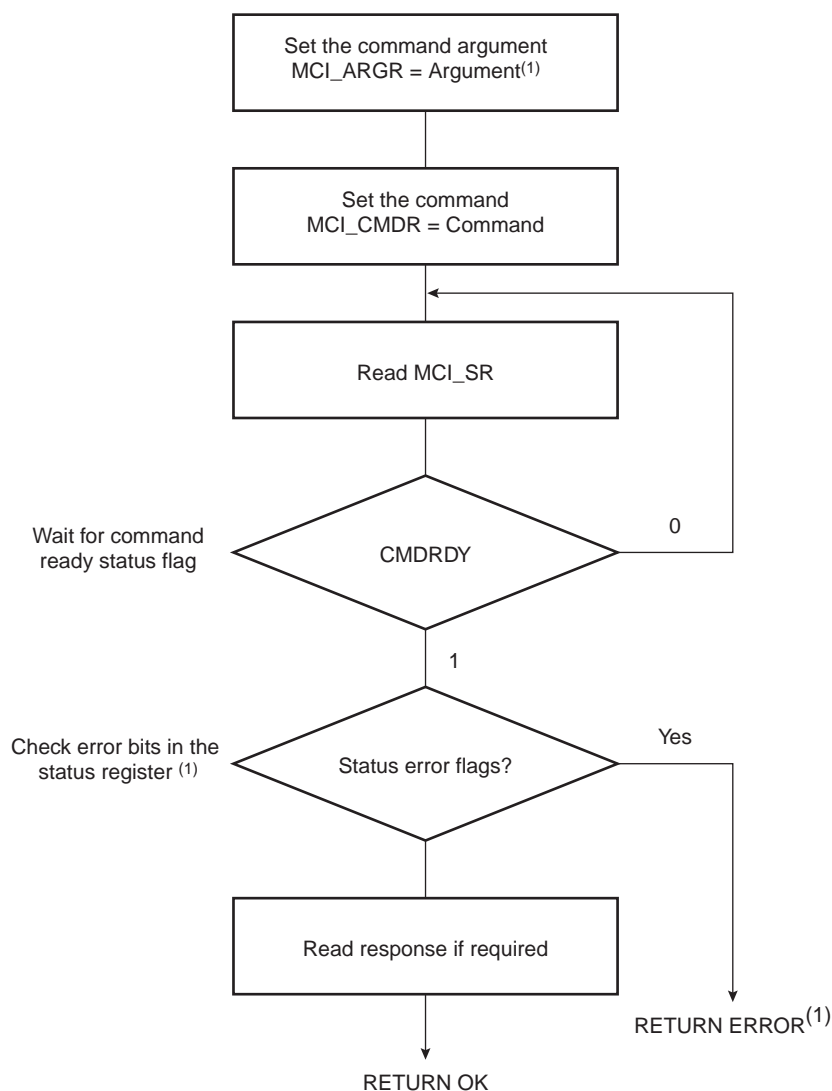 Set the command argument
MCI_ARGR = Argument(1)
Set the command
MCI_CMDR = Command
Read MCI_SR
Wait for command
ready status flag
CMDRDY
0
1
Check error bits in the
status register (1)
Status error flags?
Yes
Read response if required
RETURN ERROR(1)
RETURN OK